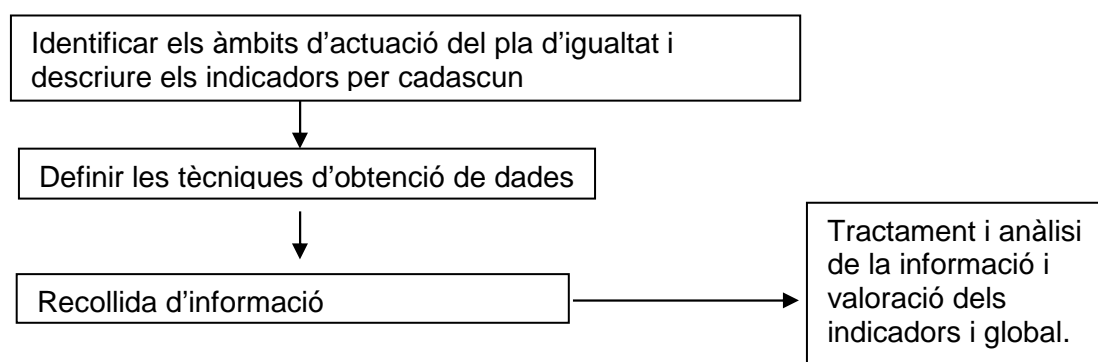 Identificar els àmbits d’actuació del pla d’igualtat i
descriure els indicadors per cadascun
Definir les tècniques d’obtenció de dades
Recollida d’informació
Tractament i anàlisi
de la informació i
valoració dels
indicadors i global.